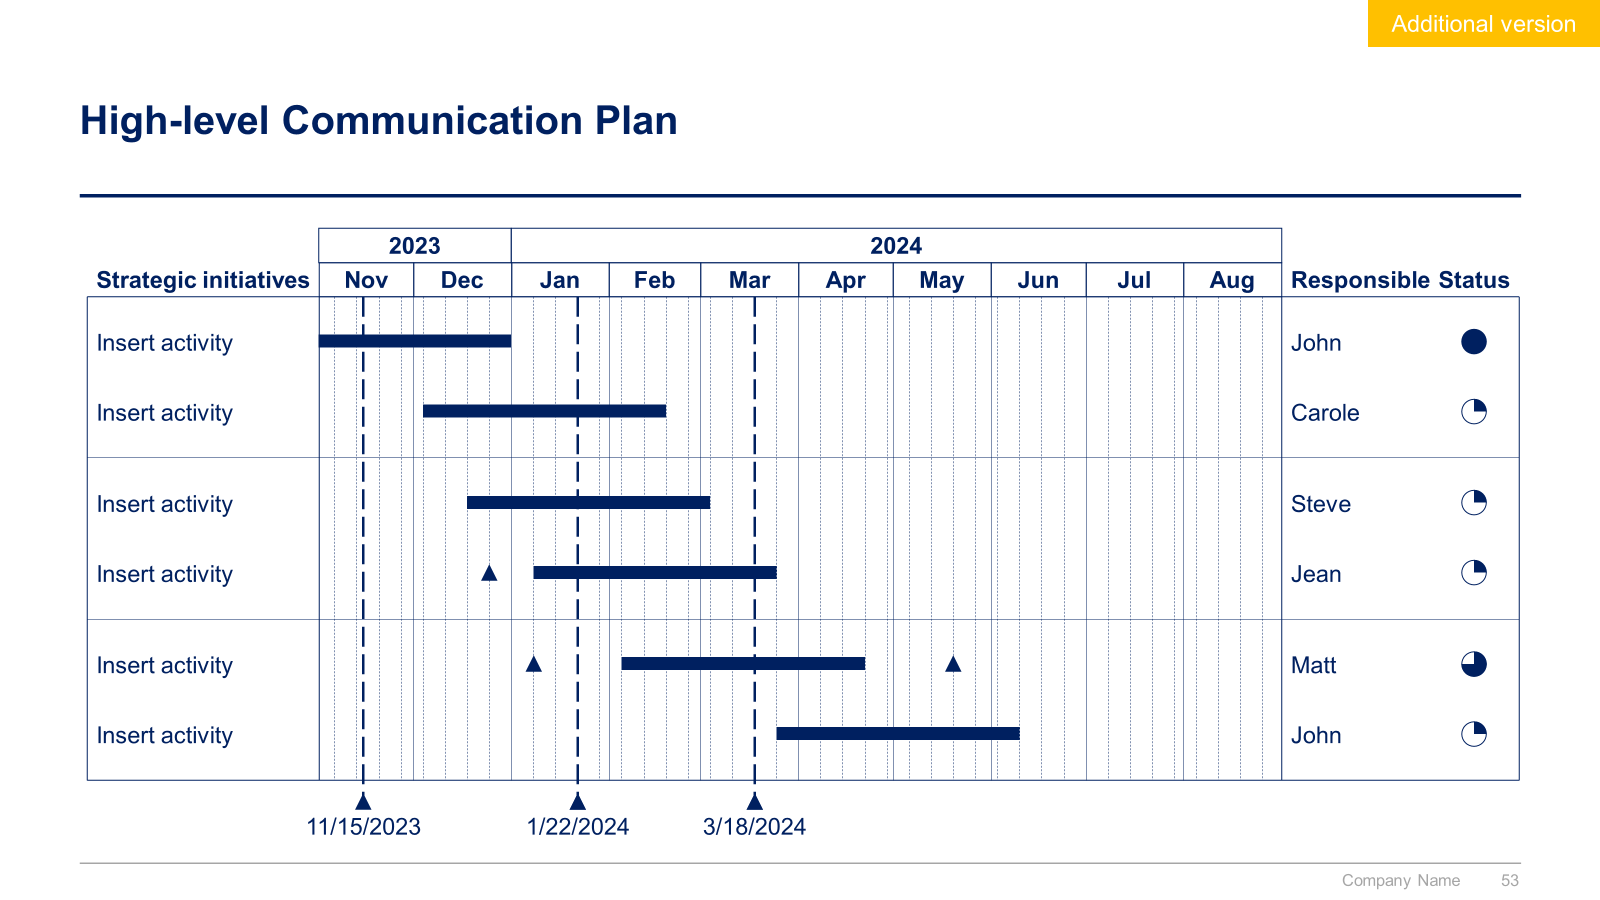 Additional version
High-level Communication Plan
2023 2024
Strategic initiatives Nov Dec Jan Feb Mar Apr May Jun Jul Aug Responsible Status
Insert activity John
Insert activity Carole
Insert activity Steve
Insert activity Jean
Insert activity Matt
Insert activity John
11/15/2023 1/22/2024 3/18/2024
Company Name 53